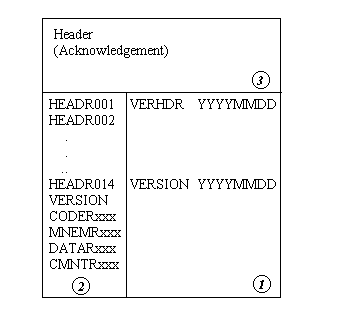 Header
(Acknowledgement)
3
HEADR001 VERHDR YYYYMMDD
HEADR002
.
.
..
HEADR014 VERSION YYYYMMDD
VERSION
CODERxxx
MNEMRxxx
DATARxxx
CMNTRxxx
2 1